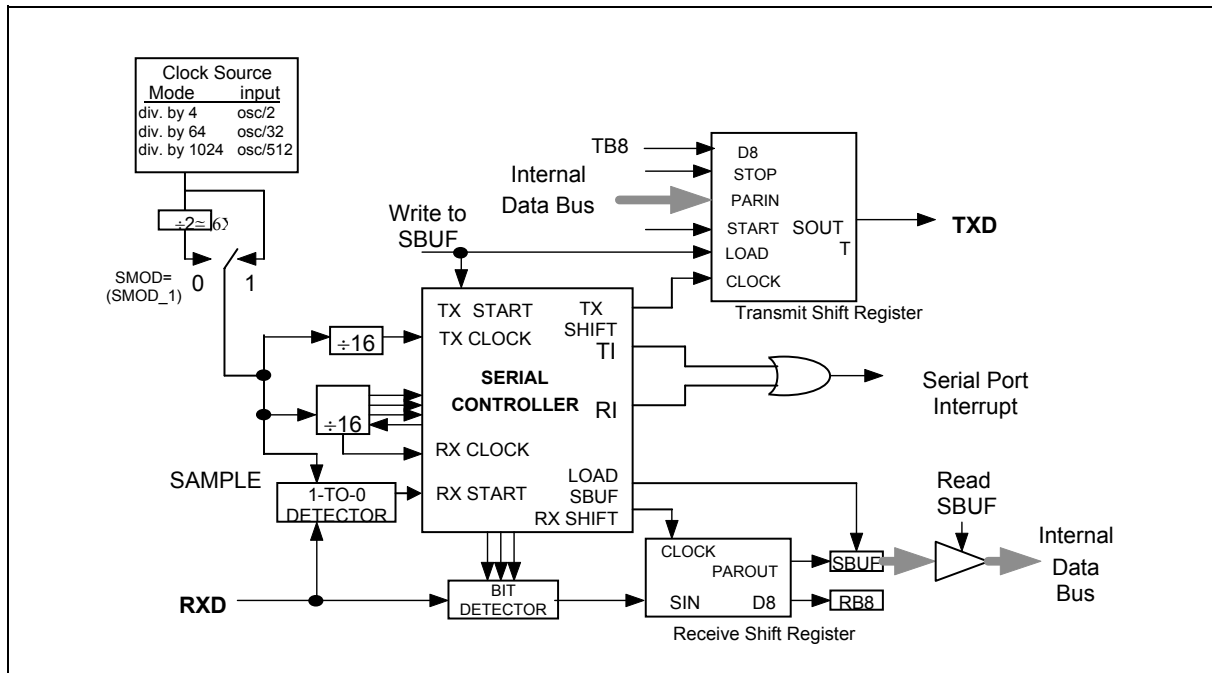 Clock Source
Mode input
div. by 4 osc/2
div. by 64 osc/32
div. by 1024 osc/512
÷2
SMOD=
(SMOD_1)
0 1
÷16
÷16
SAMPLE
1-TO-0
DETECTOR
RXD
Write to
SBUF
TB8
Internal
Data Bus
D8
STOP
PARIN
START
LOAD
CLOCK
SOUT
T
Transmit Shift Register
TXD
TX START
TX CLOCK
TX
SHIFT
TI
SERIAL
CONTROLLER
RI
RX CLOCK
RX START
LOAD
SBUF
RX SHIFT
Serial Port
Interrupt
BIT
DETECTOR
CLOCK
PAROUT
SIN D8
Receive Shift Register
SBUF
RB8
Read
SBUF
Internal
Data
Bus